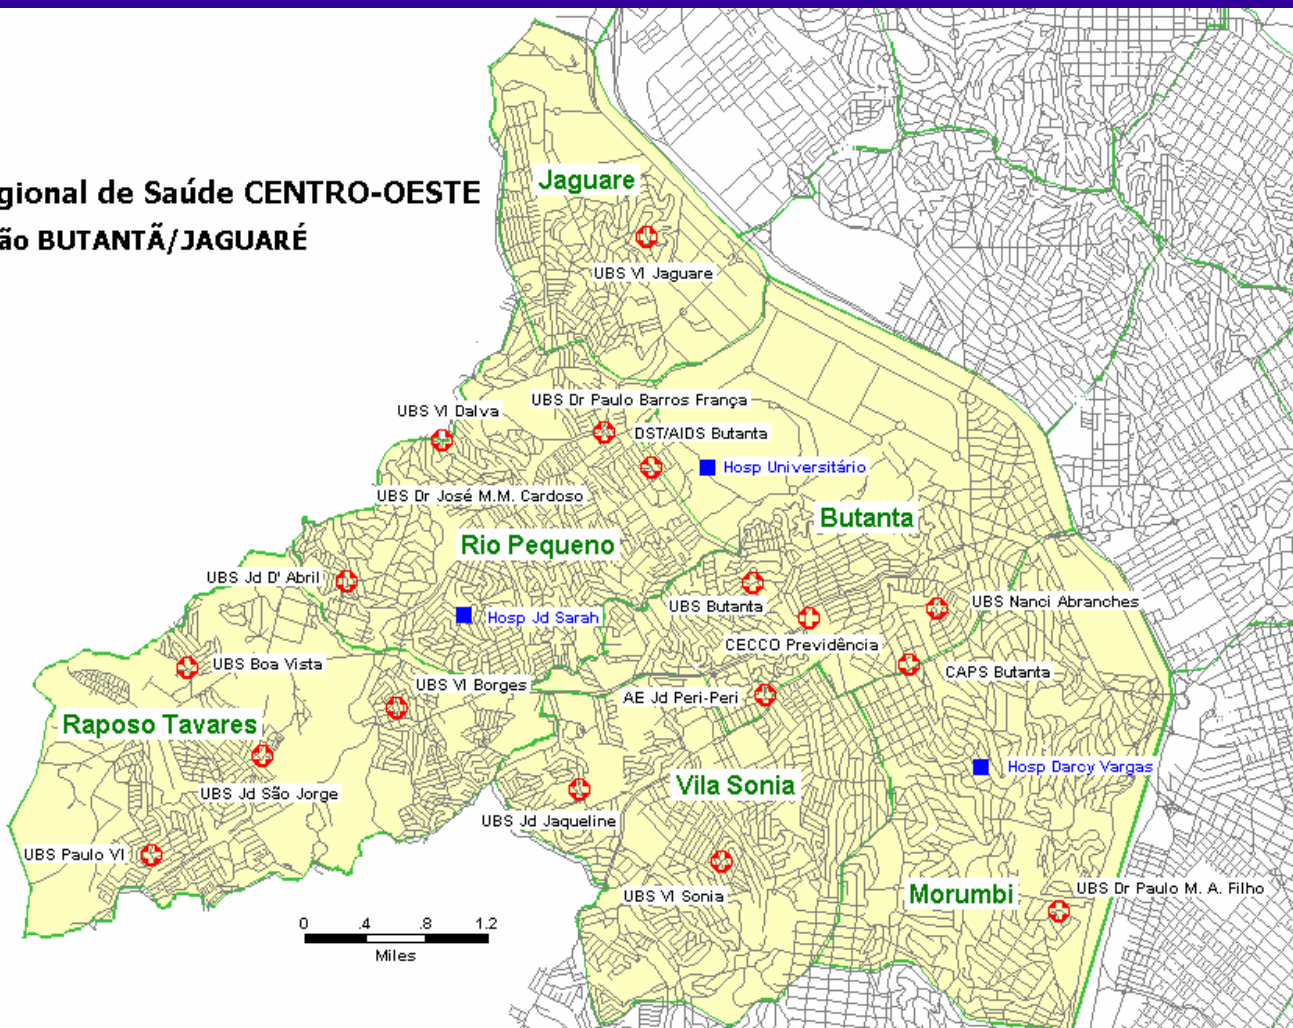 gional de Saúde CENTRO-OESTE
ão BUTANTÃ/JAGUARÉ
Jaguare
UBS Vl Jaguare
UBS Dr Paulo Barros França
UBS Vl Dalva
DST/AIDS Butanta
Hosp Universitário
UBS Dr José M.M. Cardoso
Butanta
Rio Pequeno
UBS Jd D' Abril
UBS Butanta
UBS Nanci Abranches
Hosp Jd Sarah
CECCO Previdência
UBS Boa Vista
CAPS Butanta
UBS Vl Borges
AE Jd Peri-Peri
Raposo Tavares
Hosp Darcy Vargas
Vila Sonia
UBS Jd São Jorge
UBS Jd Jaqueline
UBS Paulo VI
UBS Dr Paulo M. A. Filho
Morumbi
UBS Vl Sonia
0 .4 .8 1.2
Miles